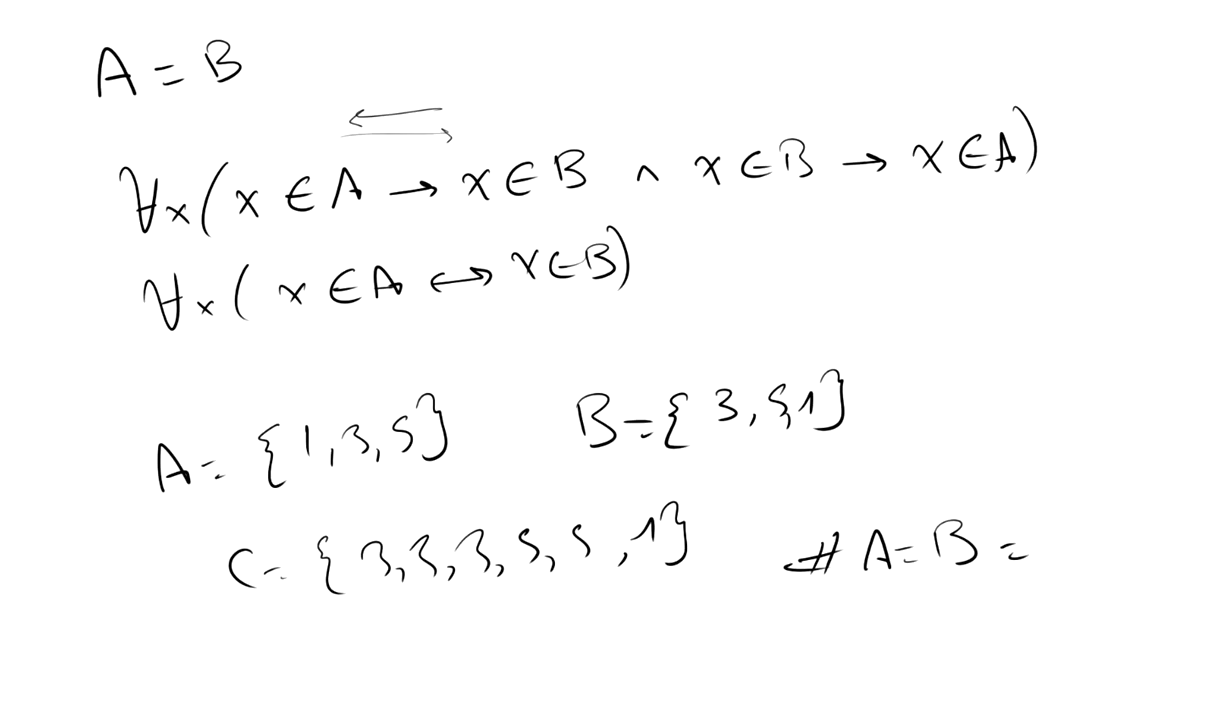 A = B
∀x ( x ∈ A → x ∈ B ∧ x ∈ B → x ∈ A )
∀x ( x ∈ A ↔ x ∈ B )
A = { 1, 3, 5 } B = { 3, 5, 1 }
C = { 3, 3, 3, 5, 5, 1 } # A = B =